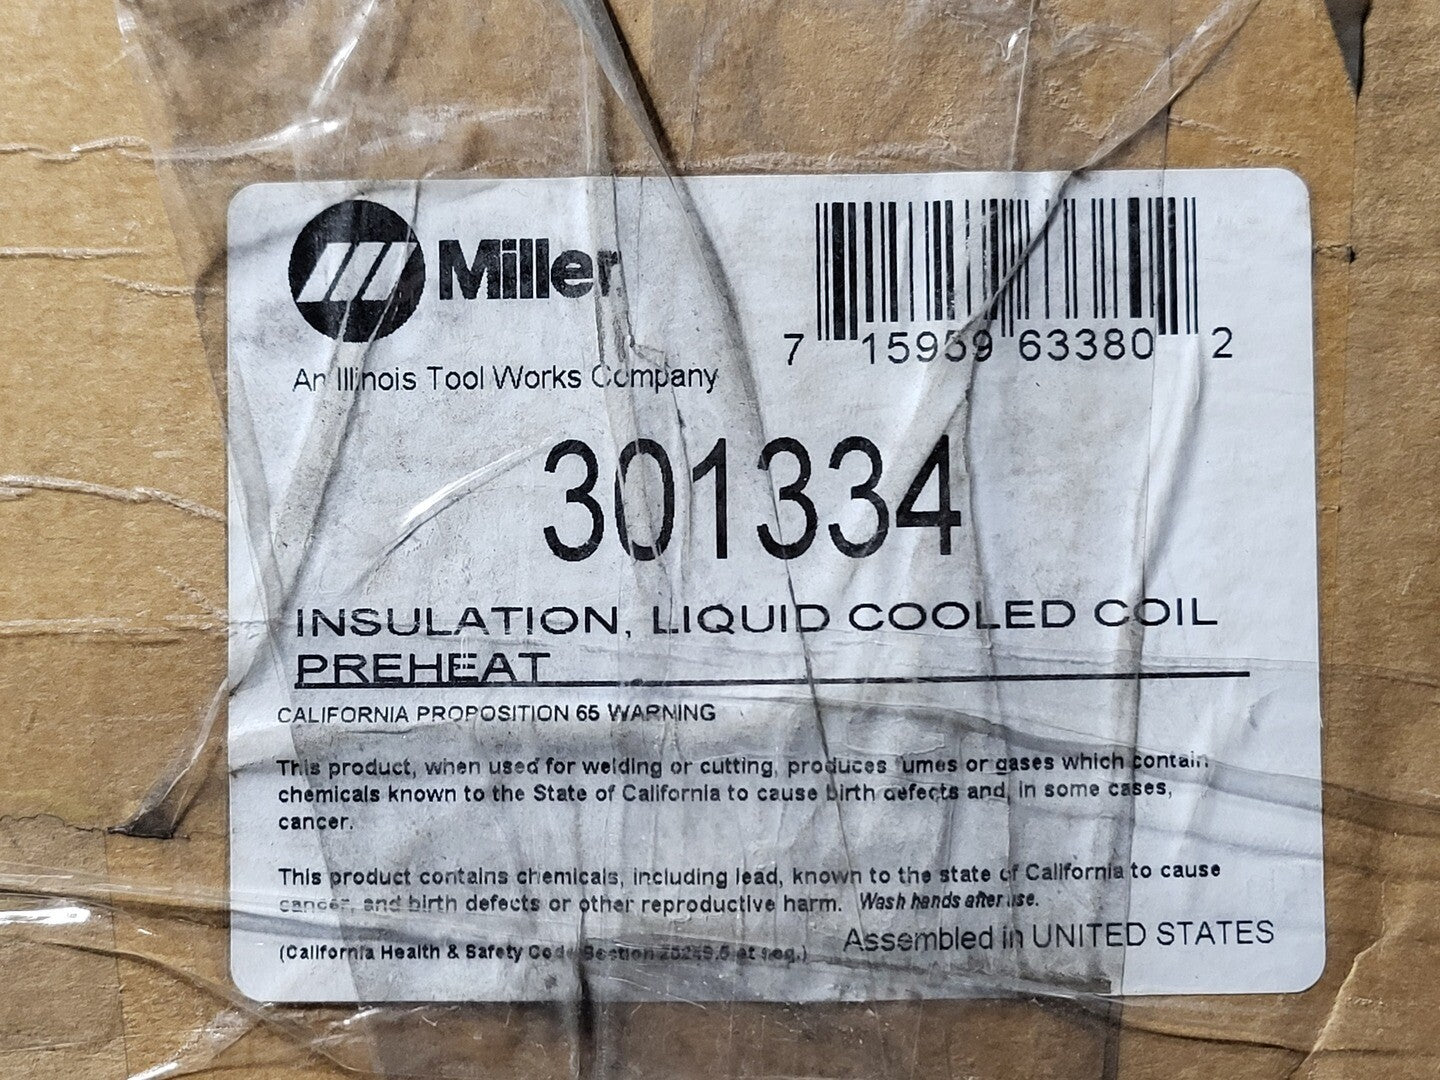 Miller
An Illinois Tool Works Company
7 15959 63380 2
301334
INSULATION, LIQUID COOLED COIL
PREHEAT
CALIFORNIA PROPOSITION 65 WARNING
This product, when used for welding or cutting, produces fumes or gases which contain
chemicals known to the State of California to cause birth defects and, in some cases,
cancer.
This product contains chemicals, including lead, known to the state of California to cause
cancer, and birth defects or other reproductive harm. Wash hands after use.
(California Health & Safety Code Section 25249.5 et seq.)
Assembled in UNITED STATES